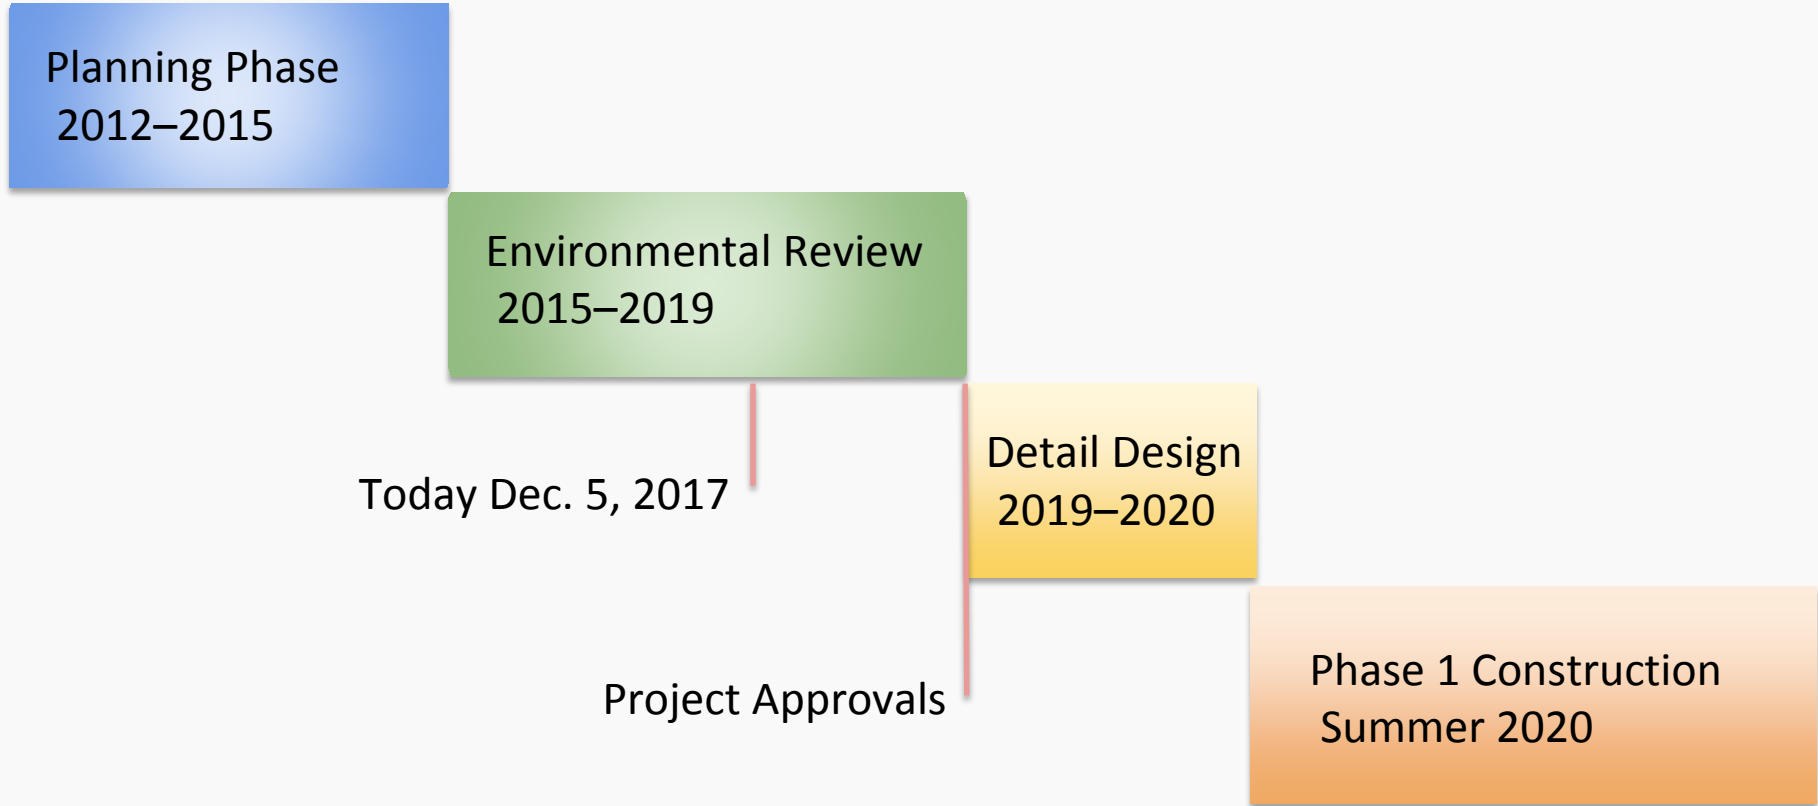 Planning Phase
2012–2015
Environmental Review
2015–2019
Today Dec. 5, 2017
Detail Design
2019–2020
Project Approvals
Phase 1 Construction
Summer 2020